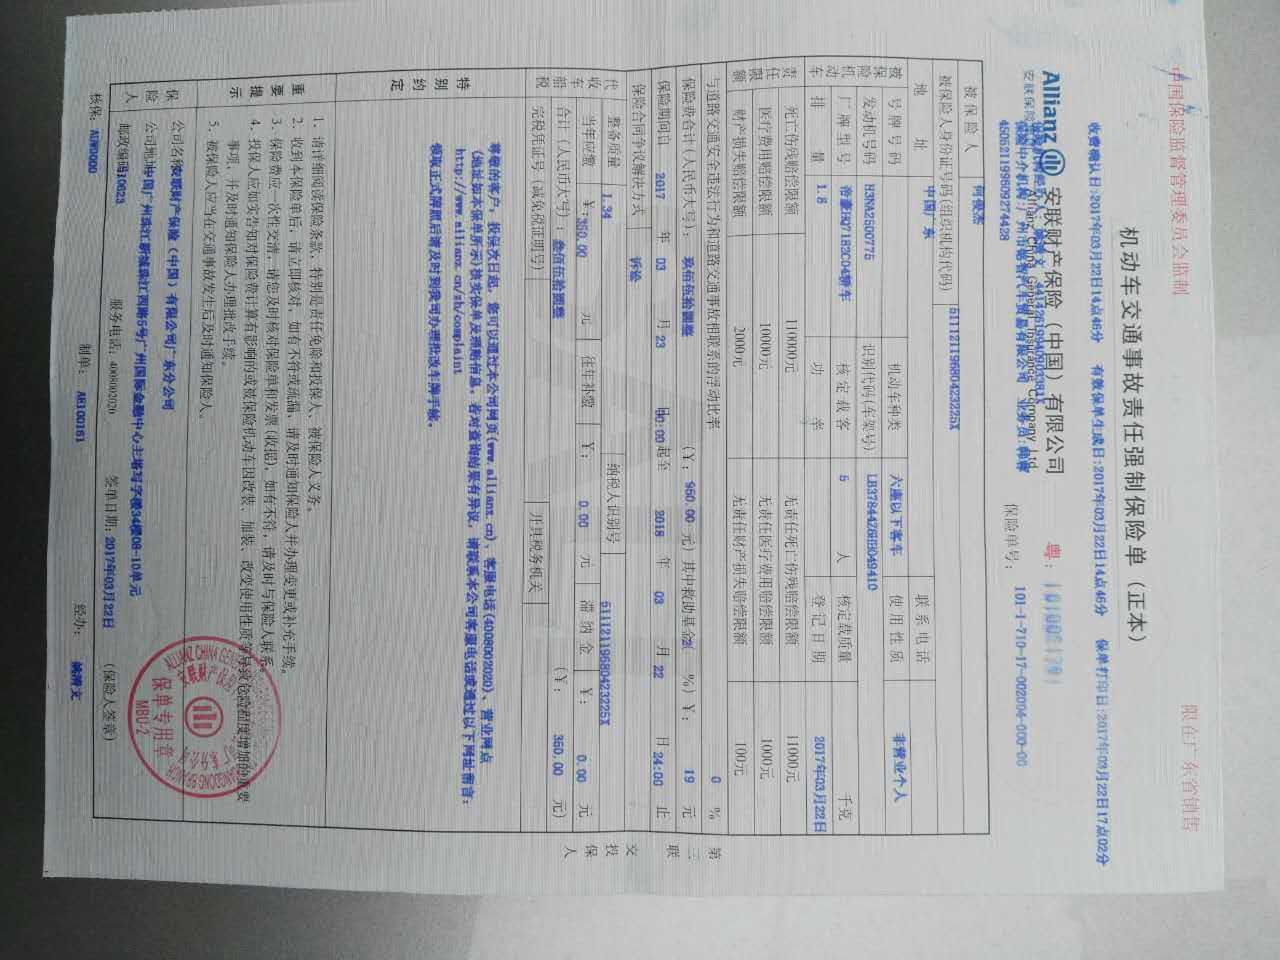 中国保险监督管理委员会监制
限在广东省销售
机动车交通事故责任强制保险单（正本）
收费确认日:2017年03月22日14点46分 有效保单生成日:2017年03月22日14点46分 保单打印日:2017年03月22日17点02分
Allianz 安联财产保险（中国）有限公司
安联保险 Allianz China General Insurance Company Ltd.
粤：
保险单号： 101-1-710-17-002004-000-00
450521199809274428
被保险人
被保险人身份证号码(组织机构代码) 51112119680423225X
地址 中国广东 联系电话
被保险机动车
号牌号码 机动车种类 六座以下客车 使用性质 非营业个人
发动机号码 H3NA2500775 识别代码(车架号)
厂牌型号 帝豪HQ7182C04轿车 核定载客 5 人 核定载质量 千克
排量 1.8 功率 登记日期 2017年03月22日
责任限额
死亡伤残赔偿限额 110000元 无责任死亡伤残赔偿限额 11000元
医疗费用赔偿限额 10000元 无责任医疗费用赔偿限额 1000元
财产损失赔偿限额 2000元 无责任财产损失赔偿限额 100元
与道路交通安全违法行为和道路交通事故相联系的浮动比率 0 %
保险费合计(人民币大写): 玖佰伍拾圆整 (¥: 950.00 元) 其中救助基金(2 %) ¥: 19 元
保险期间自 2017 年 03 月 23 日0:00起至 2018 年 03 月 22 日24:00 止
保险合同争议解决方式 诉讼
代收车船税
整备质量 1.34 纳税人识别号 51112119680423225X
当年应缴 ¥:350.00 元 往年补缴 ¥: 0.00 元 滞纳金 ¥: 0.00 元
合计（人民币大写）: 叁佰伍拾圆整 (¥: 350.00 元)
完税凭证号（减免税证明号） 开具税务机关
特别约定
尊敬的客户，投保次日起，您可以通过本公司网页(www.allianz.cn)、客服电话(4008002020)、营业网点
(地址如本保单所示)核实保单及理赔信息。若对查询结果有异议，请联系本公司客服电话或通过以下网址留言:
http://www.allianz.cn/zh/complaint
领取正式牌照后请及时到我司办理批改上牌手续。
重要提示
1、请详细阅读保险条款，特别是责任免除和投保人、被保险人义务。
2、收到本保险单后，请立即核对，如有不符或疏漏，请及时通知保险人并办理变更或补充手续。
3、保险费应一次性交清，请您及时核对保险单和发票(收据)，如有不符，请及时与保险人联系。
4、投保人应如实告知对保险费计算有影响的或被保险机动车因改装、加装、改变使用性质等导致危险程度增加的重要
事项，并及时通知保险人办理批改手续。
5、被保险人应当在交通事故发生后及时通知保险人。
保险人
公司名称 安联财产保险（中国）有限公司广东分公司
公司地址 中国广州珠江新城珠江西路5号广州国际金融中心主塔写字楼34楼08-10单元
邮政编码 10623 服务电话：4008002020 签单日期：2017年03月22日 （保险人签章）
核保： AUW0000 制单： AH100161 经办：
第三联 交投保人
保单专用章
MBU-2